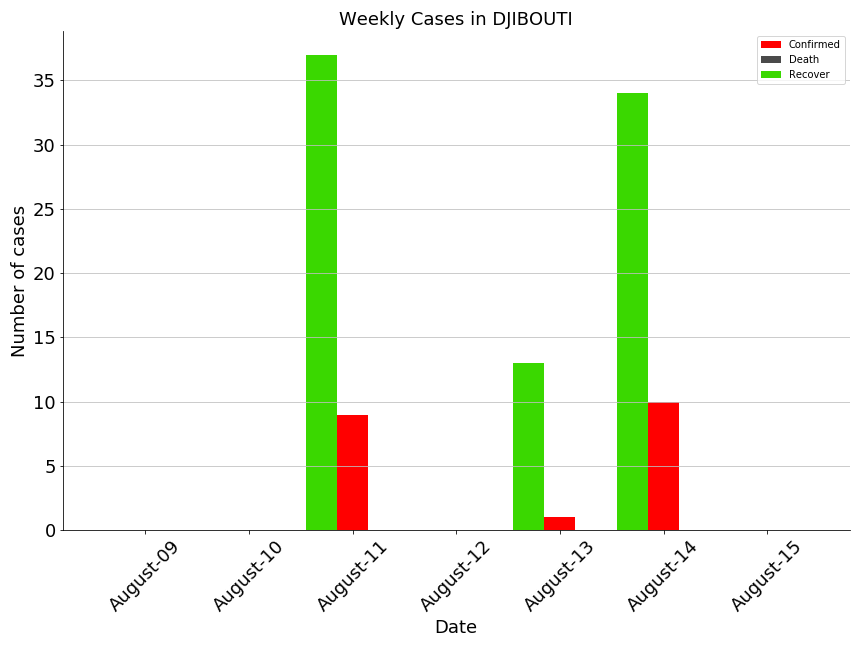 Weekly Cases in DJIBOUTI
Confirmed
Death
Recover
Number of cases
35
30
25
20
15
10
5
0
August-09
August-10
August-11
August-12
August-13
August-14
August-15
Date